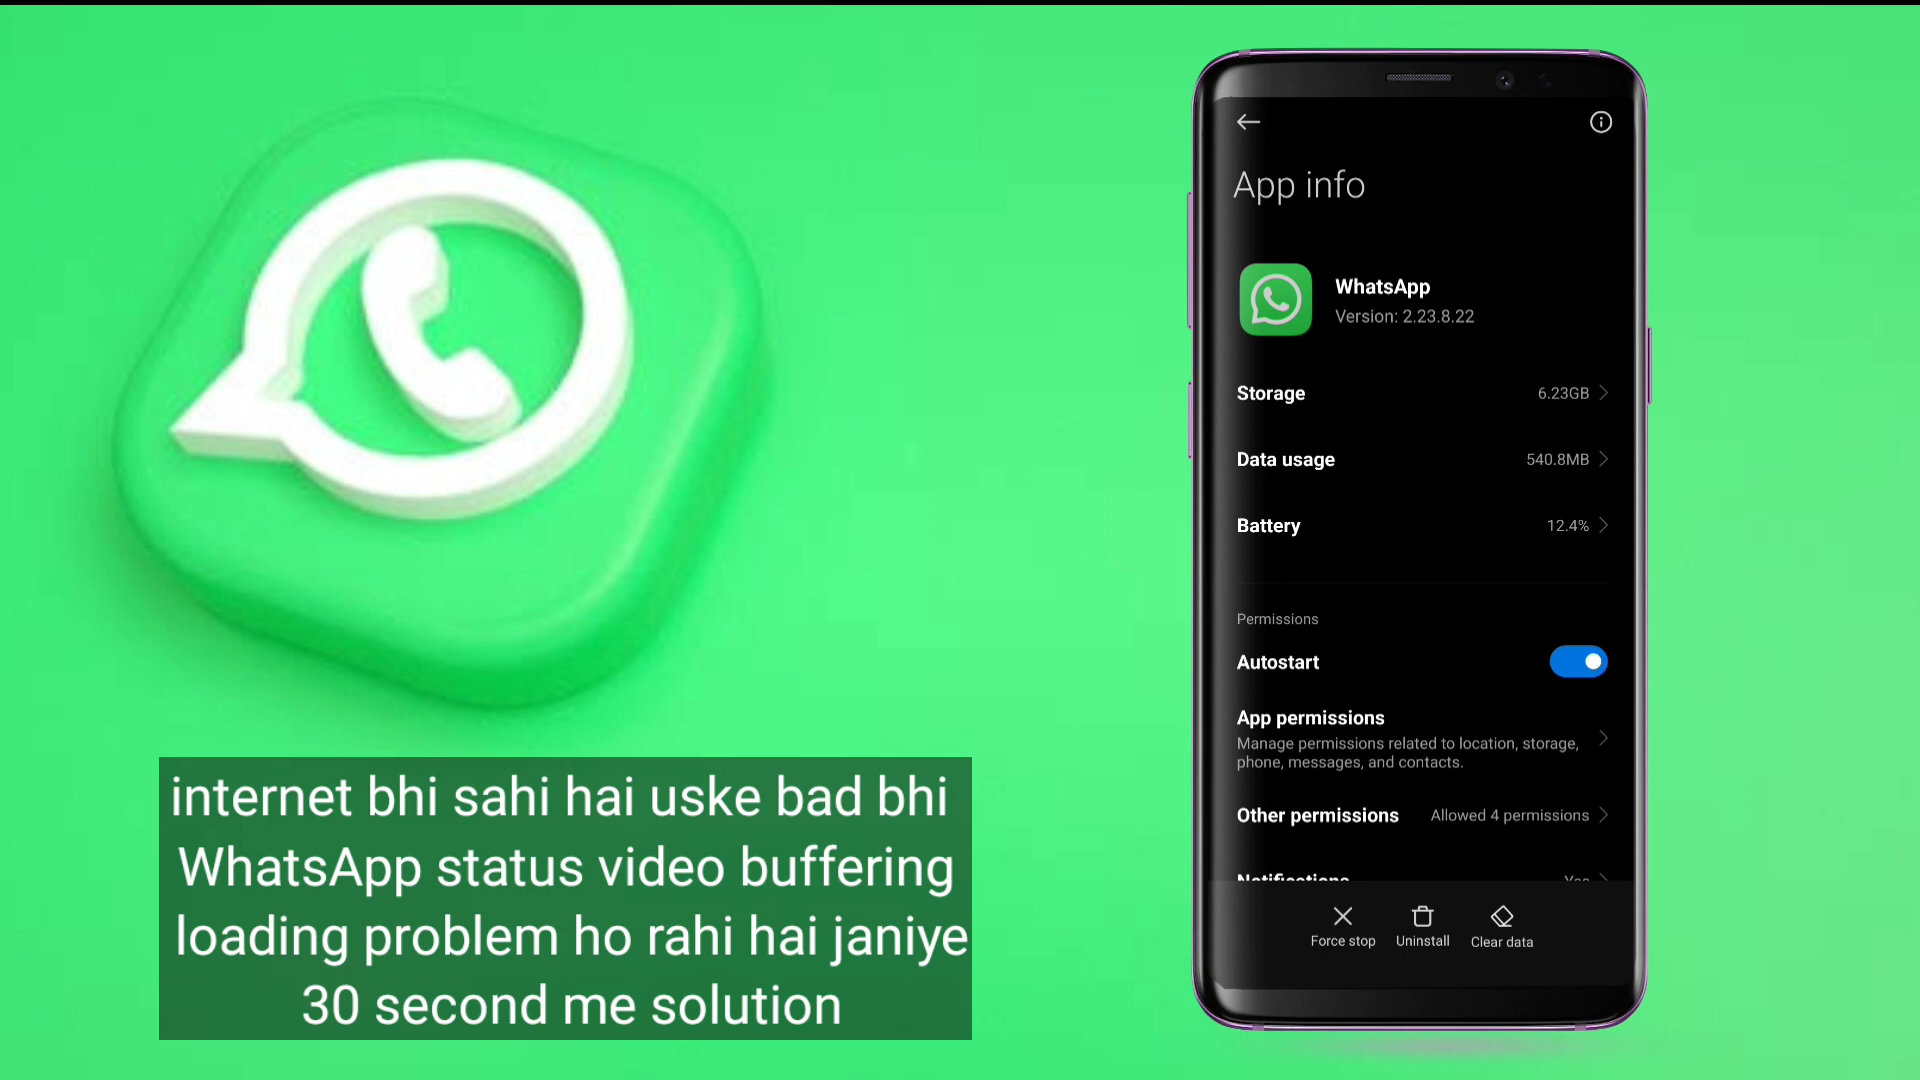 internet bhi sahi hai uske bad bhi
WhatsApp status video buffering
loading problem ho rahi hai janiye
30 second me solution
App info
WhatsApp
Version: 2.23.8.22
Storage 6.23GB
Data usage 540.8MB
Battery 12.4%
Permissions
Autostart
App permissions
Manage permissions related to location, storage,
phone, messages, and contacts.
Other permissions Allowed 4 permissions
Notifications Yes
Force stop Uninstall Clear data